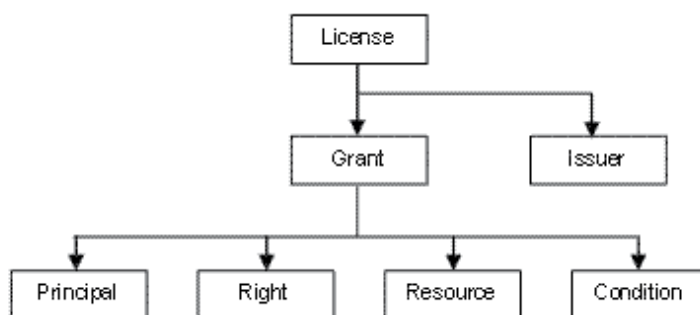 License
Grant
Issuer
Principal
Right
Resource
Condition